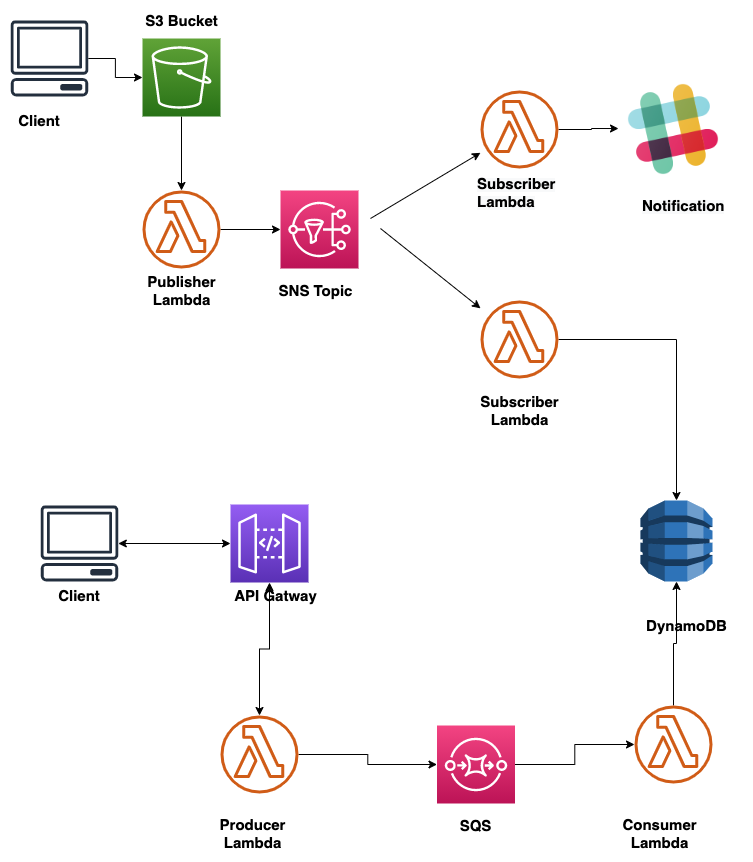 S3 Bucket
Client
Subscriber
Lambda
Notification
Publisher
Lambda
SNS Topic
Subscriber
Lambda
</>
Client
API Gatway
DynamoDB
Producer
Lambda
SQS
Consumer
Lambda